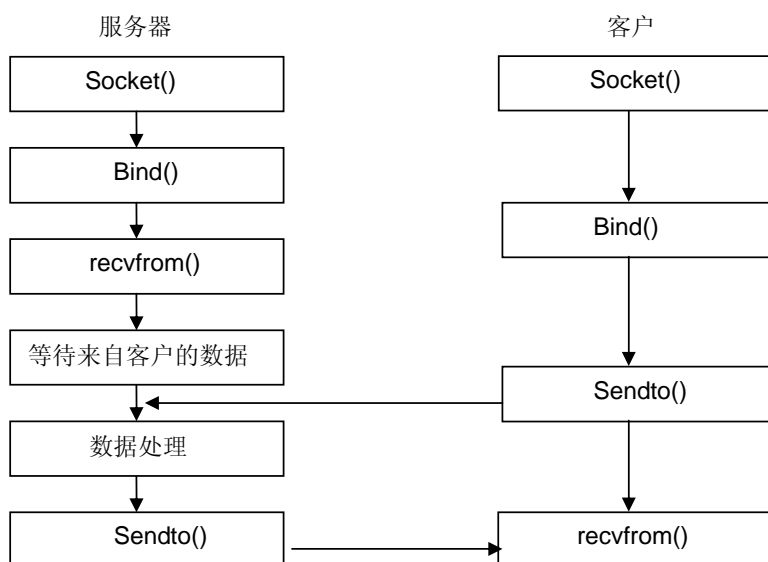 服务器
客户
Socket()
Socket()
Bind()
Bind()
recvfrom()
等待来自客户的数据
Sendto()
数据处理
Sendto()
recvfrom()